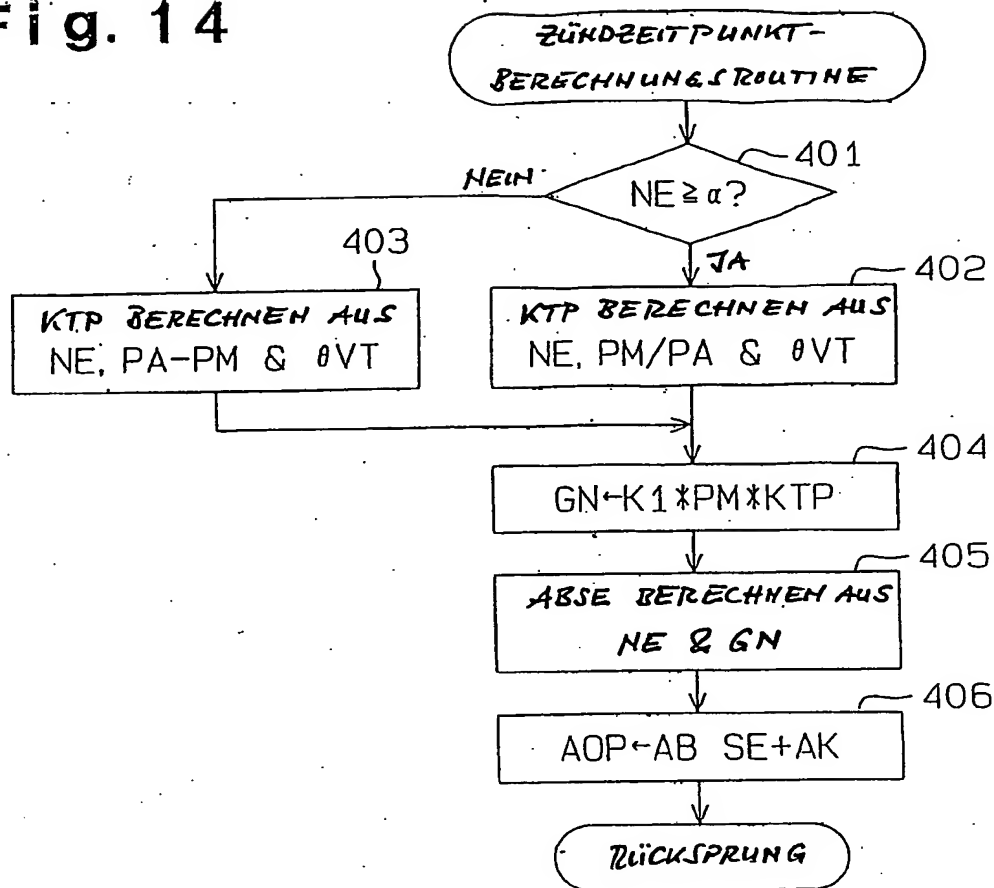 Fig. 14
ZÜNDZEITPUNKT-
BERECHNUNGSROUTINE
401
NE≧α?
NEIN
JA
403
KTP BERECHNEN AUS
NE, PA-PM & θVT
402
KTP BERECHNEN AUS
NE, PM/PA & θVT
404
GN←K1*PM*KTP
405
ABSE BERECHNEN AUS
NE & GN
406
AOP←AB SE+AK
RÜCKSPRUNG